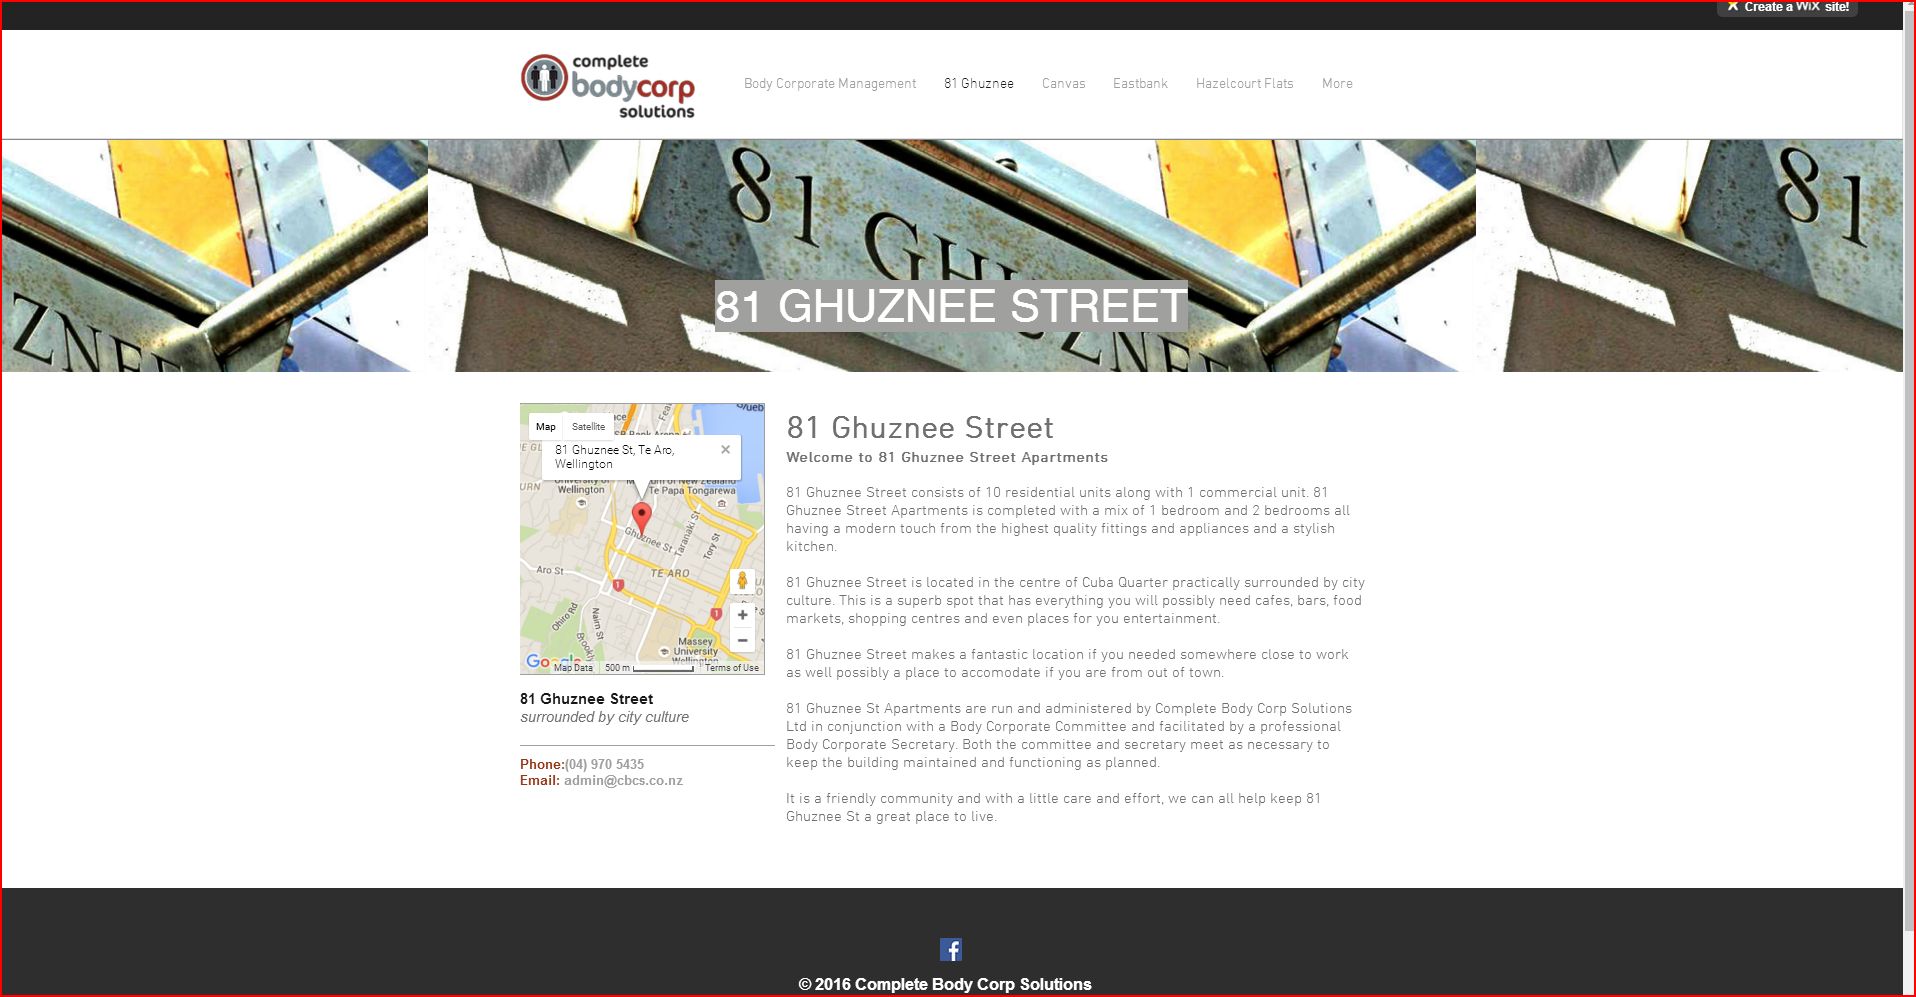 Create a WiX site!
complete
bodycorp
solutions
Body Corporate Management 81 Ghuznee Canvas Eastbank Hazelcourt Flats More
81 GHUZNEE
81
ZNEE
81 GHUZNEE STREET
Map Satellite
81 Ghuznee St, Te Aro,
Wellington
University of
Wellington
Museum of New Zealand
Te Papa Tongarewa
Ghuznee St
Taranaki St
Tory St
Aro St
TE ARO
1
1
Ohiro Rd
Nairn St
Massey
University
Wellington
Google
Map Data 500 m Terms of Use
81 Ghuznee Street
surrounded by city culture
Phone:(04) 970 5435
Email: admin@cbcs.co.nz
81 Ghuznee Street
Welcome to 81 Ghuznee Street Apartments
81 Ghuznee Street consists of 10 residential units along with 1 commercial unit. 81
Ghuznee Street Apartments is completed with a mix of 1 bedroom and 2 bedrooms all
having a modern touch from the highest quality fittings and appliances and a stylish
kitchen.
81 Ghuznee Street is located in the centre of Cuba Quarter practically surrounded by city
culture. This is a superb spot that has everything you will possibly need cafes, bars, food
markets, shopping centres and even places for you entertainment.
81 Ghuznee Street makes a fantastic location if you needed somewhere close to work
as well possibly a place to accomodate if you are from out of town.
81 Ghuznee St Apartments are run and administered by Complete Body Corp Solutions
Ltd in conjunction with a Body Corporate Committee and facilitated by a professional
Body Corporate Secretary. Both the committee and secretary meet as necessary to
keep the building maintained and functioning as planned.
It is a friendly community and with a little care and effort, we can all help keep 81
Ghuznee St a great place to live.
© 2016 Complete Body Corp Solutions